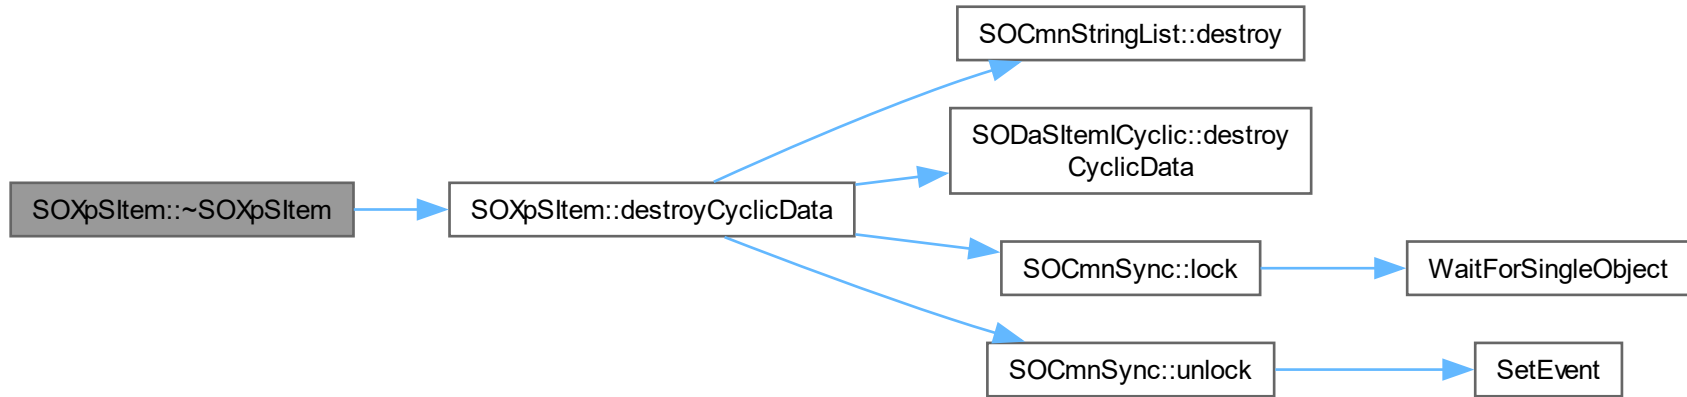 SOCmnStringList::destroy
SODaSItemICyclic::destroy
CyclicData
SOXpSItem::~SOXpSItem
SOXpSItem::destroyCyclicData
SOCmnSync::lock
WaitForSingleObject
SOCmnSync::unlock
SetEvent